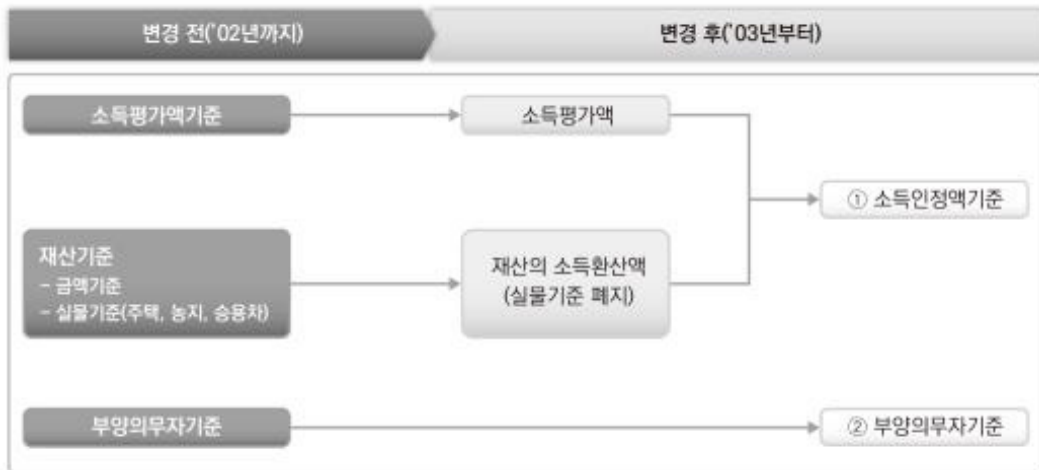 변경 전('02년까지)
변경 후('03년부터)
소득평가액기준
소득평가액
① 소득인정액기준
재산기준
- 금액기준
- 실물기준(주택, 농지, 승용차)
재산의 소득환산액
(실물기준 폐지)
부양의무자기준
② 부양의무자기준